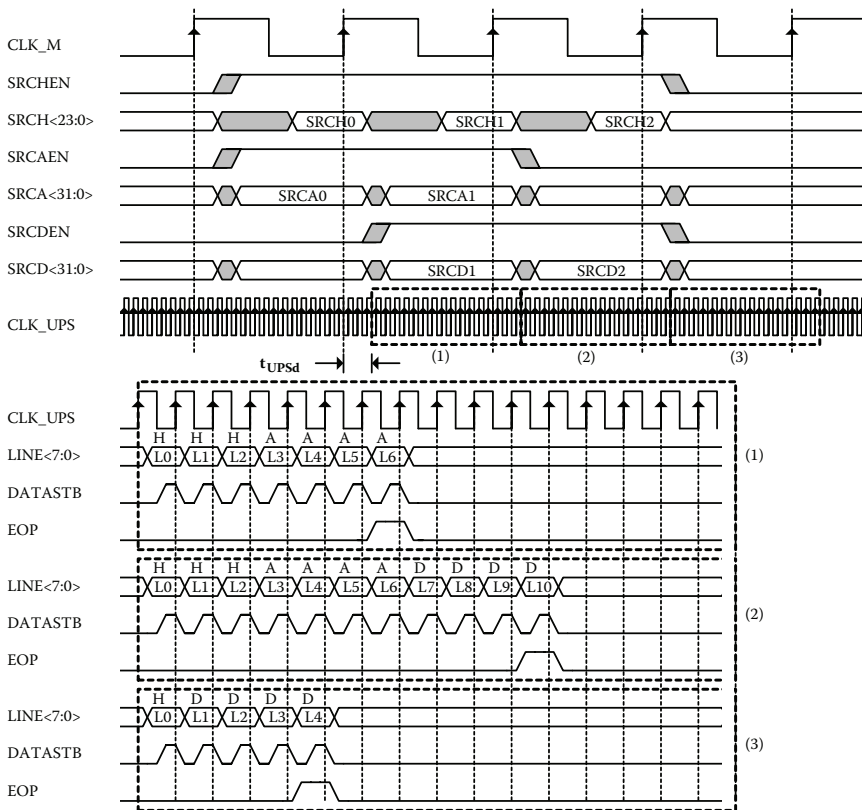 CLK_M
SRCHEN
SRCH<23:0> SRCH0 SRCH1 SRCH2
SRCAEN
SRCA<31:0> SRCA0 SRCA1
SRCDEN
SRCD<31:0> SRCD1 SRCD2
CLK_UPS
(1) (2) (3)
tUPSd
CLK_UPS
H H H A A A A
LINE<7:0> L0 L1 L2 L3 L4 L5 L6 (1)
DATASTB
EOP
H H H A A A A D D D D
LINE<7:0> L0 L1 L2 L3 L4 L5 L6 L7 L8 L9 L10
DATASTB (2)
EOP
H D D D D
LINE<7:0> L0 L1 L2 L3 L4
DATASTB (3)
EOP